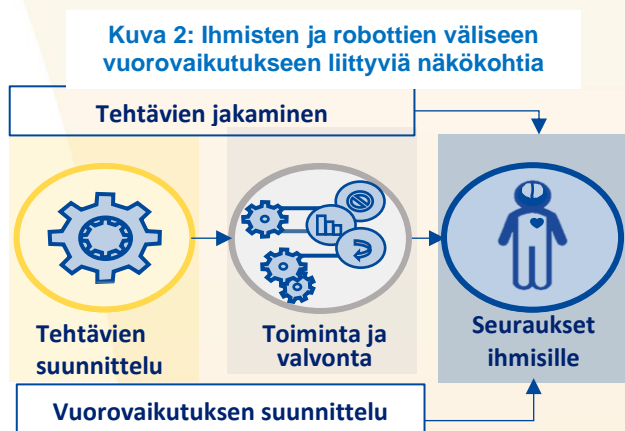 Kuva 2: Ihmisten ja robottien väliseen
vuorovaikutukseen liittyviä näkökohtia
Tehtävien jakaminen
Tehtävien
suunnittelu
Toiminta ja
valvonta
Seuraukset
ihmisille
Vuorovaikutuksen suunnittelu